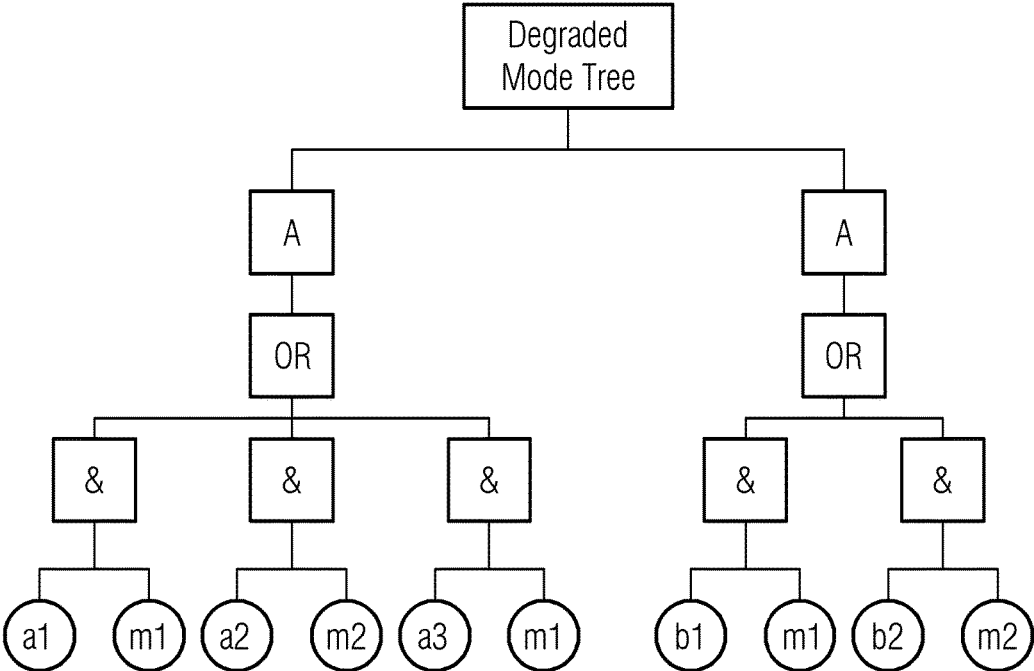 Degraded
Mode Tree
A A
OR OR
& & & & &
a1 m1 a2 m2 a3 m1 b1 m1 b2 m2